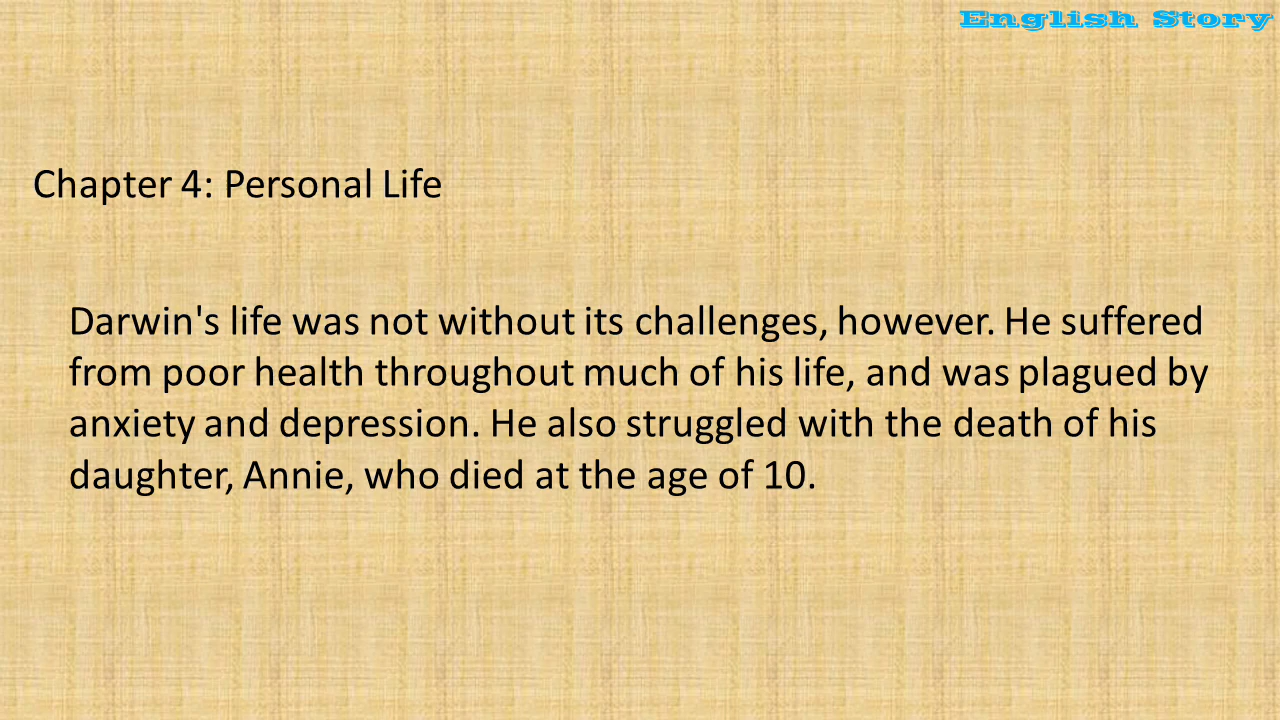 English Story
Chapter 4: Personal Life
Darwin's life was not without its challenges, however. He suffered
from poor health throughout much of his life, and was plagued by
anxiety and depression. He also struggled with the death of his
daughter, Annie, who died at the age of 10.